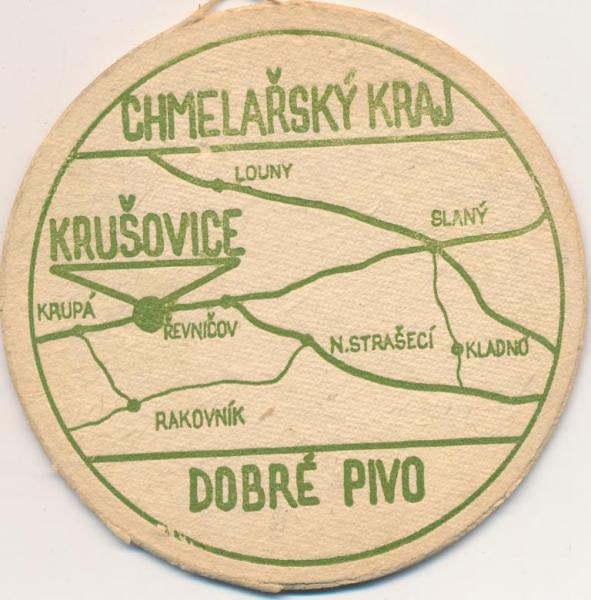 CHMELAŘSKÝ KRAJ
LOUNY
SLANÝ
KRUŠOVICE
KRUPÁ
ŘEVNIČOV
N.STRAŠECÍ
KLADNO
RAKOVNÍK
DOBRÉ PIVO